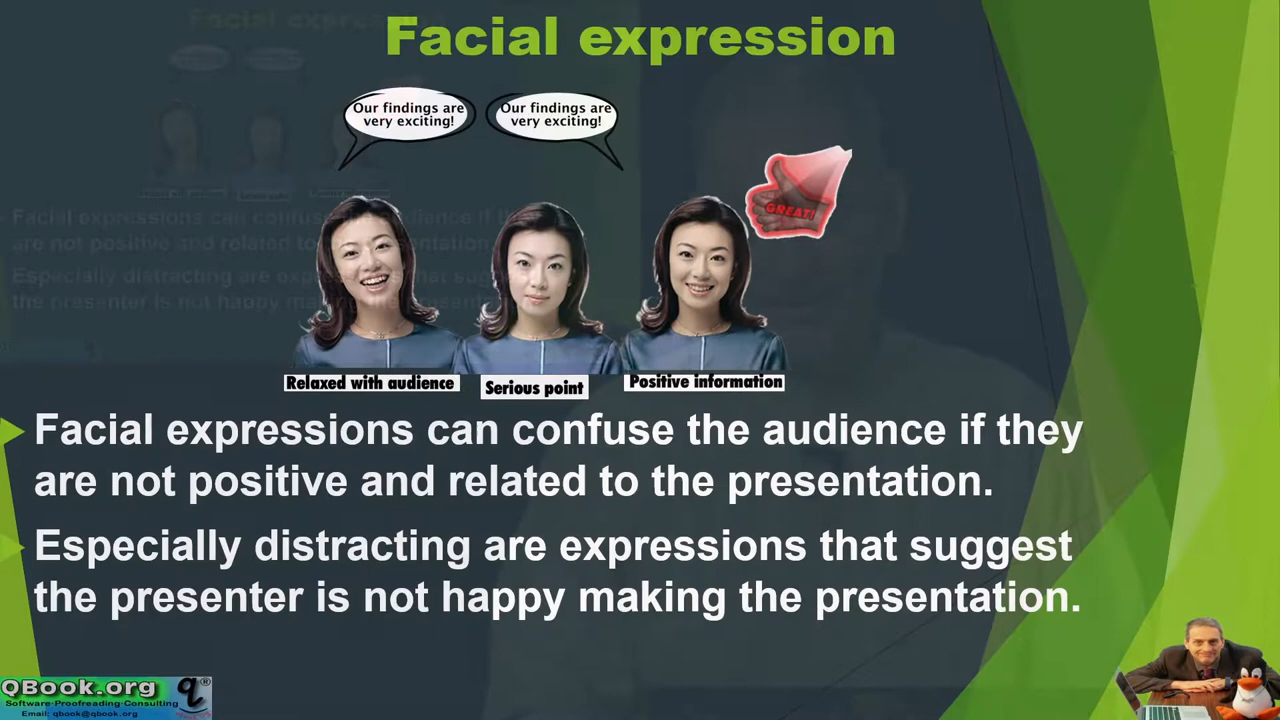 Facial expression
Our findings are
very exciting!
Our findings are
very exciting!
GREAT!
Relaxed with audience
Serious point
Positive information
Facial expressions can confuse the audience if they
are not positive and related to the presentation.
Especially distracting are expressions that suggest
the presenter is not happy making the presentation.
QBook.org
q®
Software·Proofreading·Consulting
Email: qbook@qbook.org